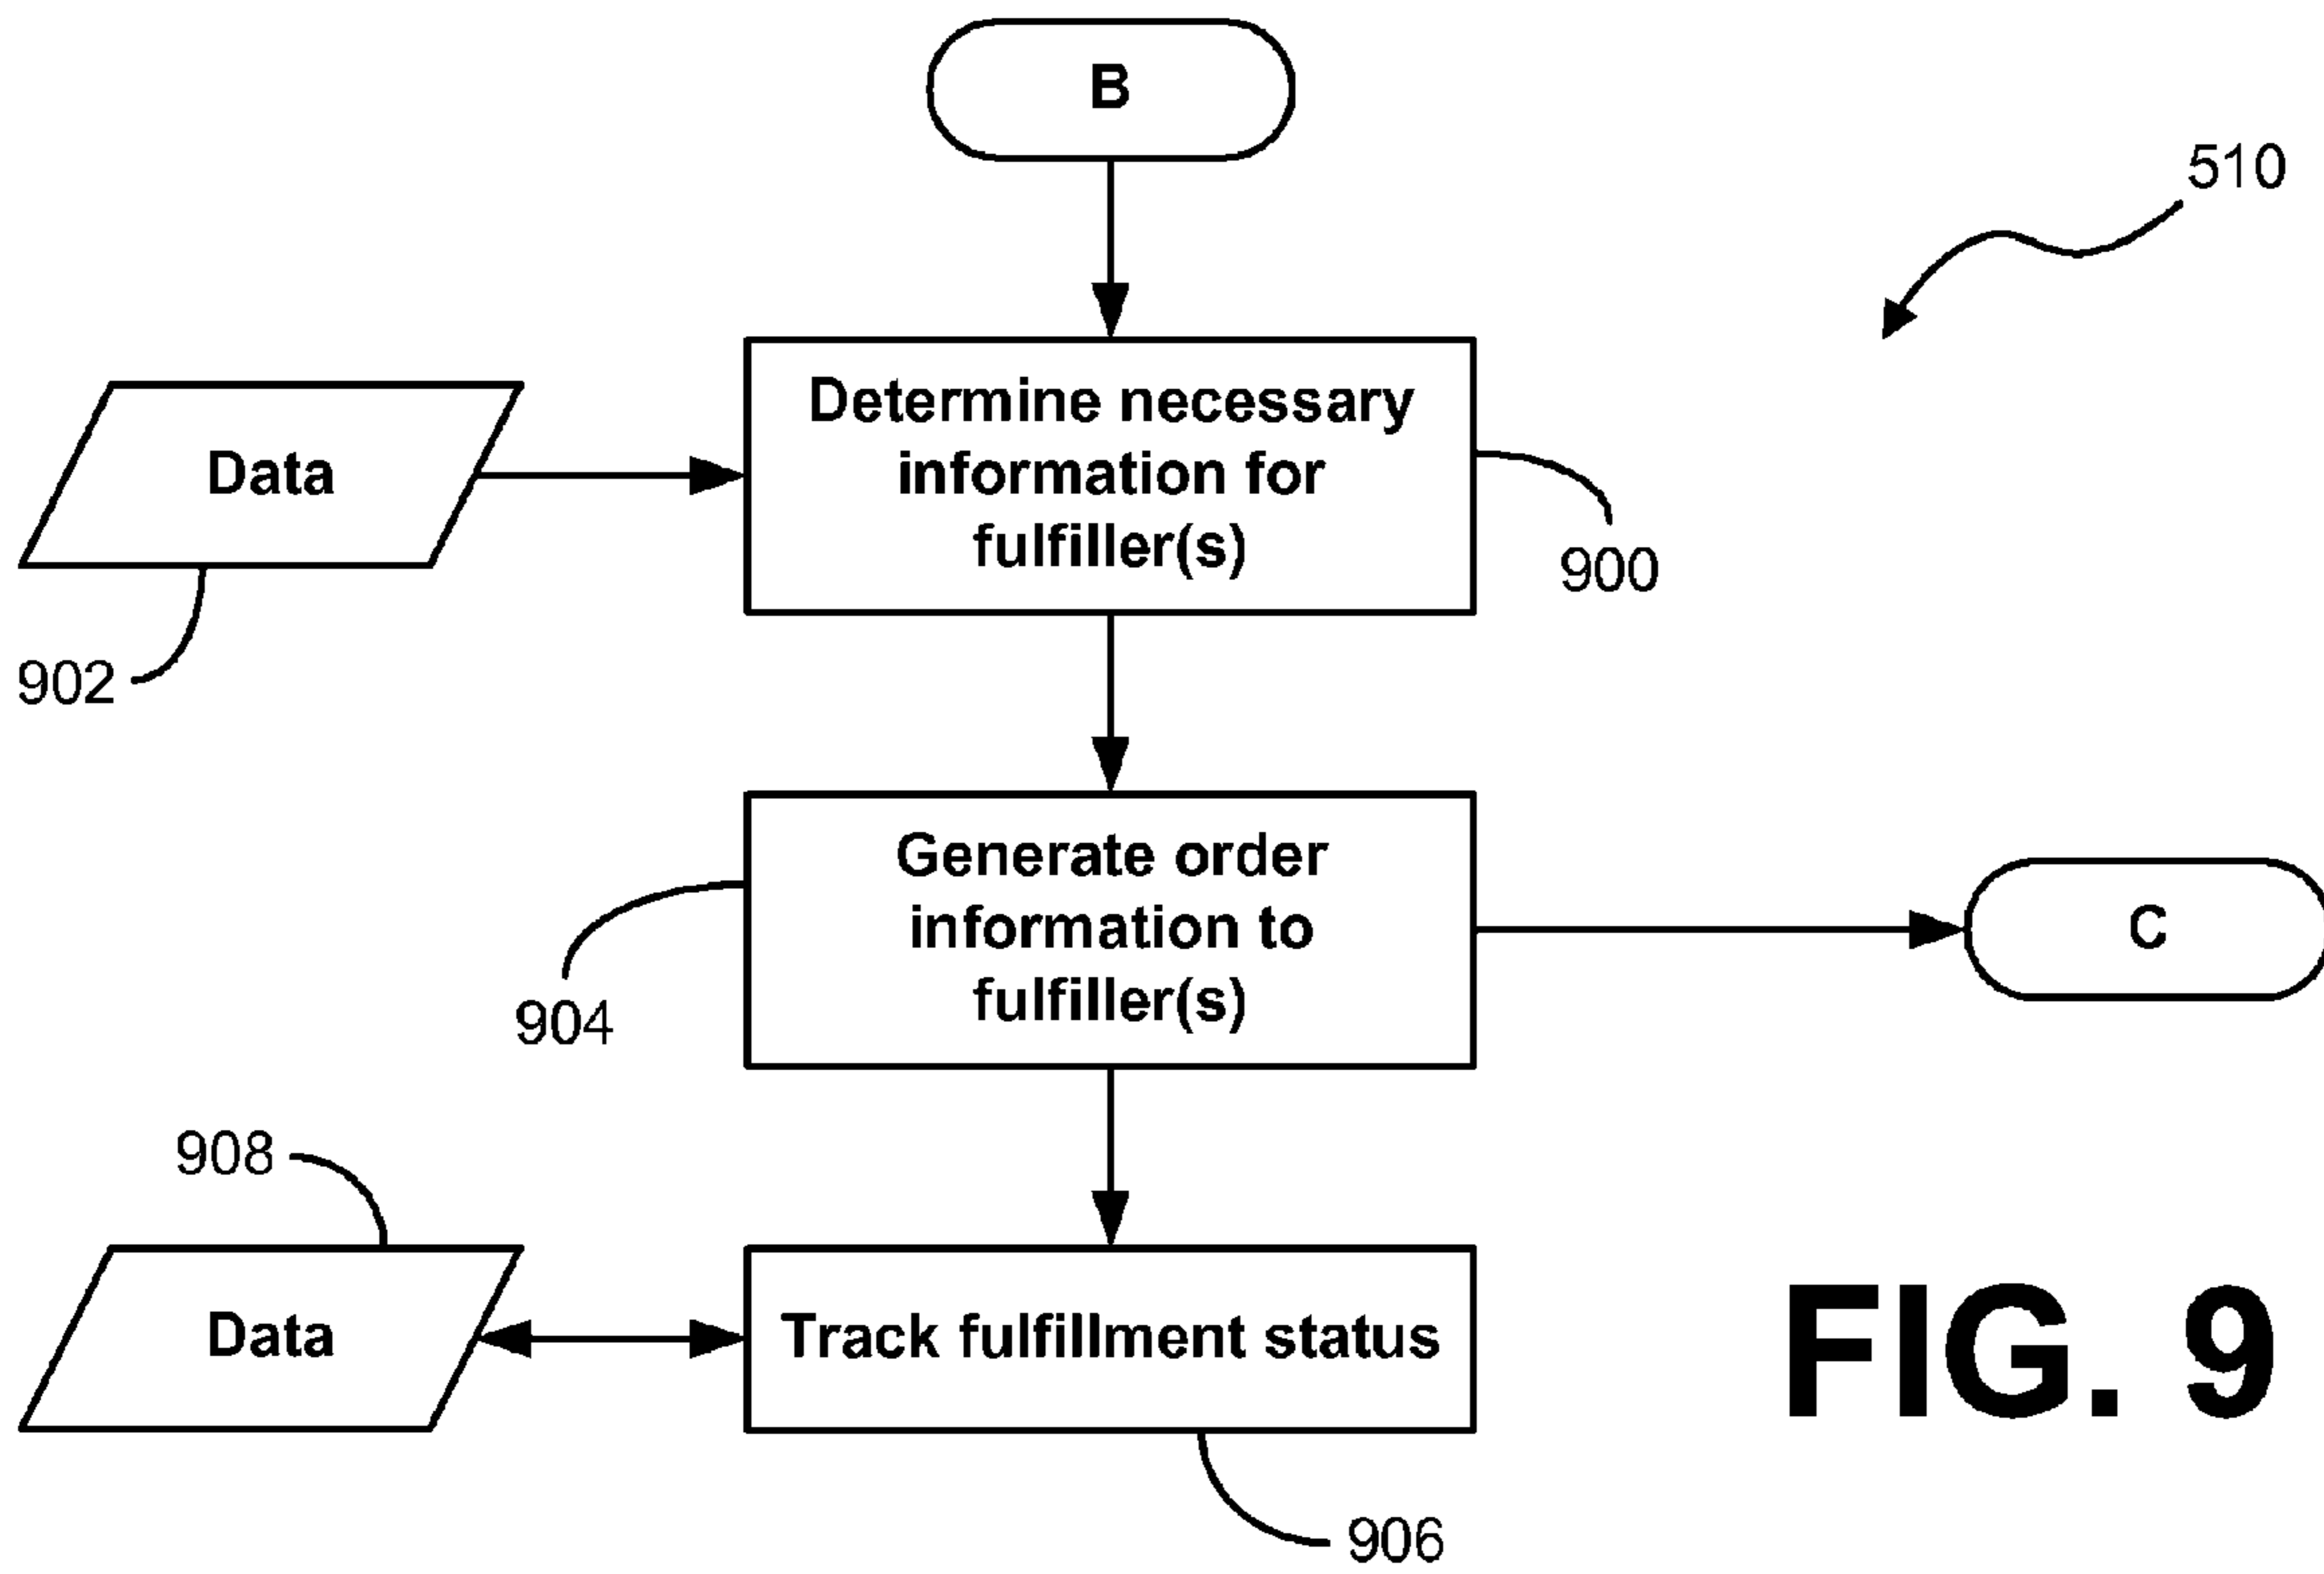 B
510
Determine necessary
information for
fulfiller(s)
Data
900
902
Generate order
information to
fulfiller(s)
C
904
908
Data
Track fulfillment status
FIG. 9
906